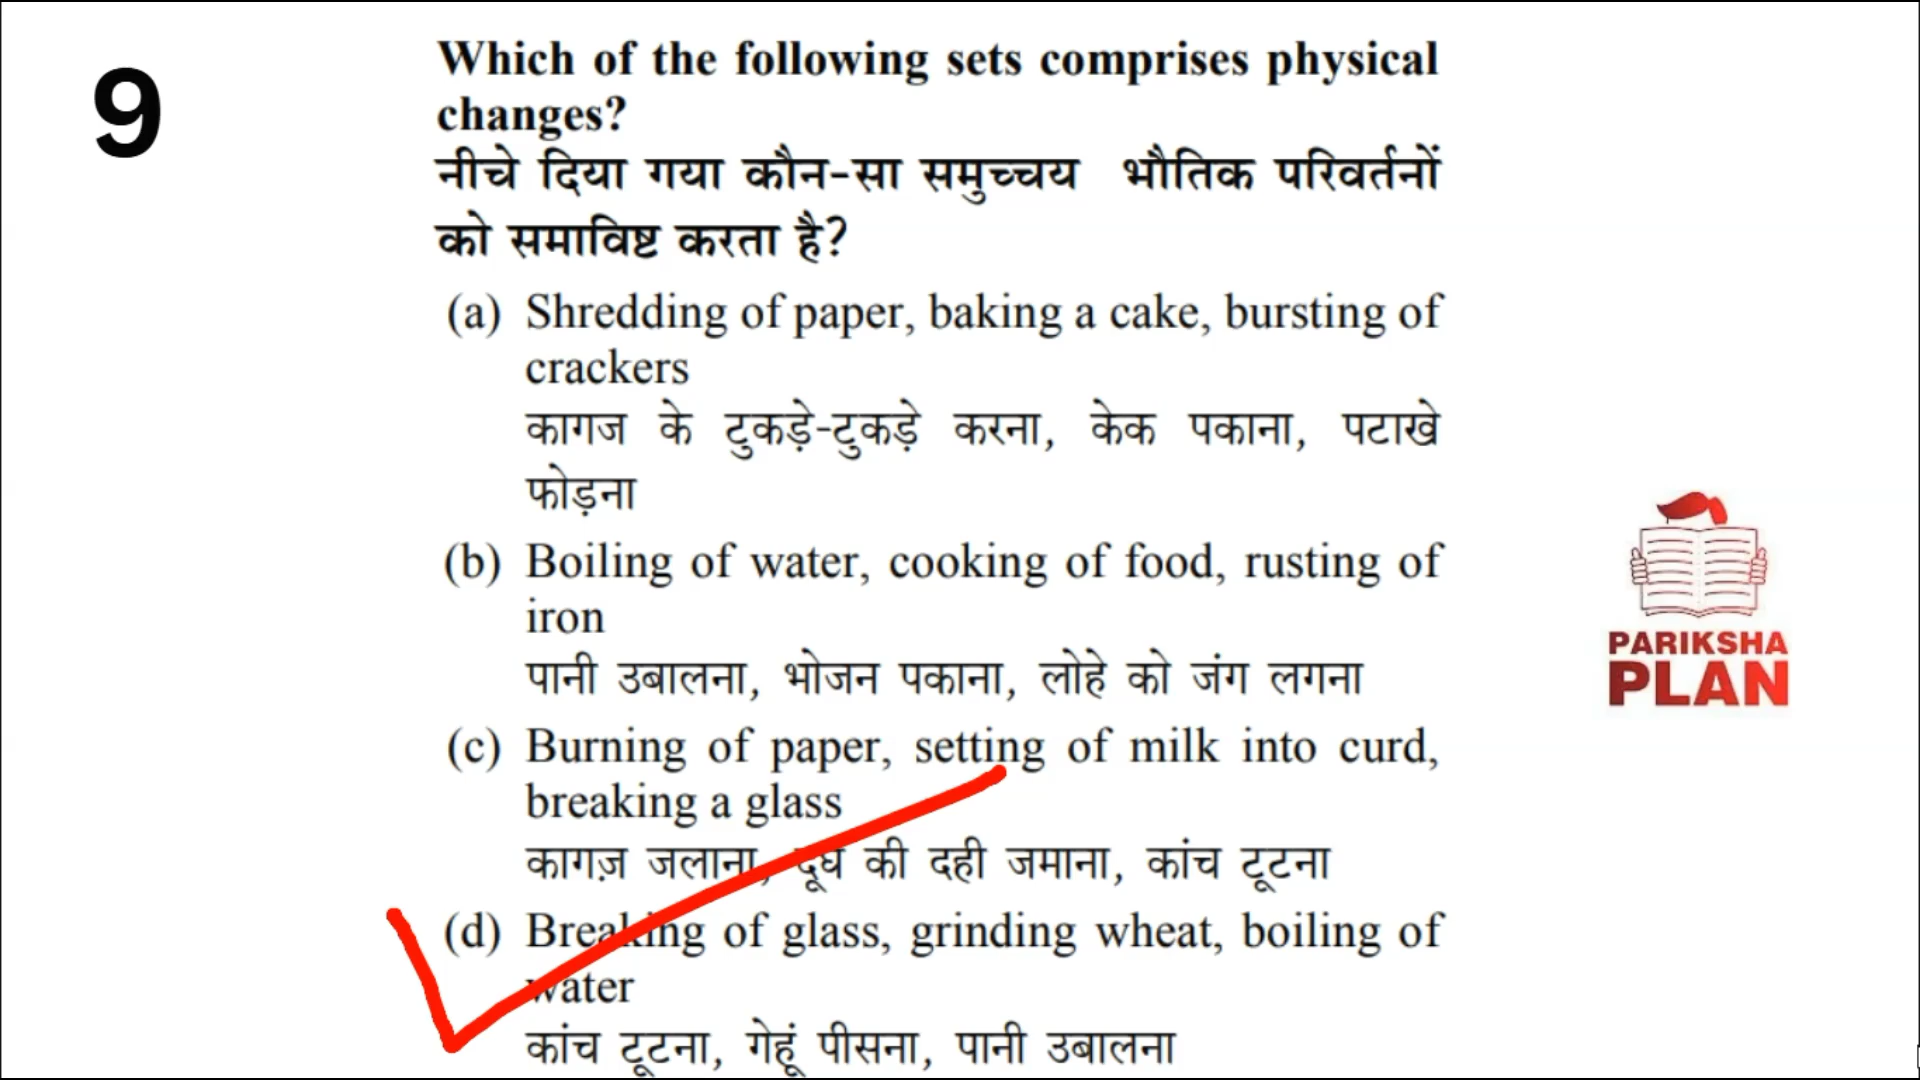 9
Which of the following sets comprises physical
changes?
नीचे दिया गया कौन-सा समुच्चय भौतिक परिवर्तनों
को समाविष्ट करता है?
(a) Shredding of paper, baking a cake, bursting of
crackers
कागज के टुकड़े-टुकड़े करना, केक पकाना, पटाखे
फोड़ना
(b) Boiling of water, cooking of food, rusting of
iron
पानी उबालना, भोजन पकाना, लोहे को जंग लगना
(c) Burning of paper, setting of milk into curd,
breaking a glass
कागज़ जलाना, दूध की दही जमाना, कांच टूटना
(d) Breaking of glass, grinding wheat, boiling of
water
कांच टूटना, गेहूं पीसना, पानी उबालना
PARIKSHA
PLAN